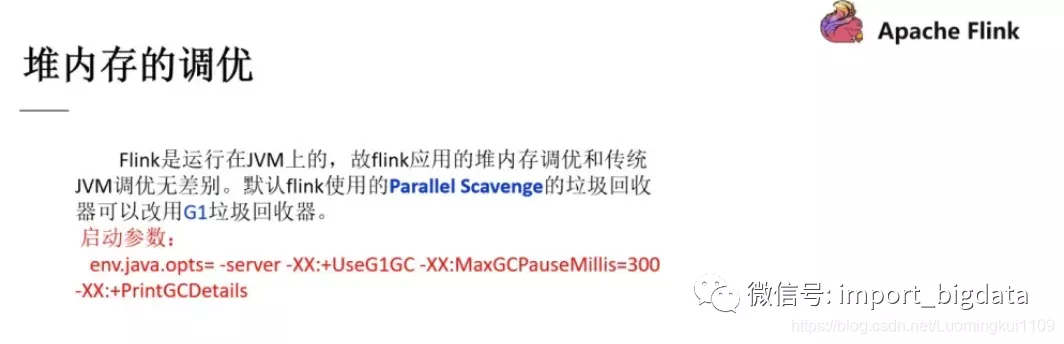 Apache Flink
堆内存的调优
Flink是运行在JVM上的，故flink应用的堆内存调优和传统
JVM调优无差别。默认flink使用的Parallel Scavenge的垃圾回收
器可以改用G1垃圾回收器。
启动参数：
env.java.opts= -server -XX:+UseG1GC -XX:MaxGCPauseMillis=300
-XX:+PrintGCDetails
微信号: import_bigdata
https://blog.csdn.net/Luomingkui1109